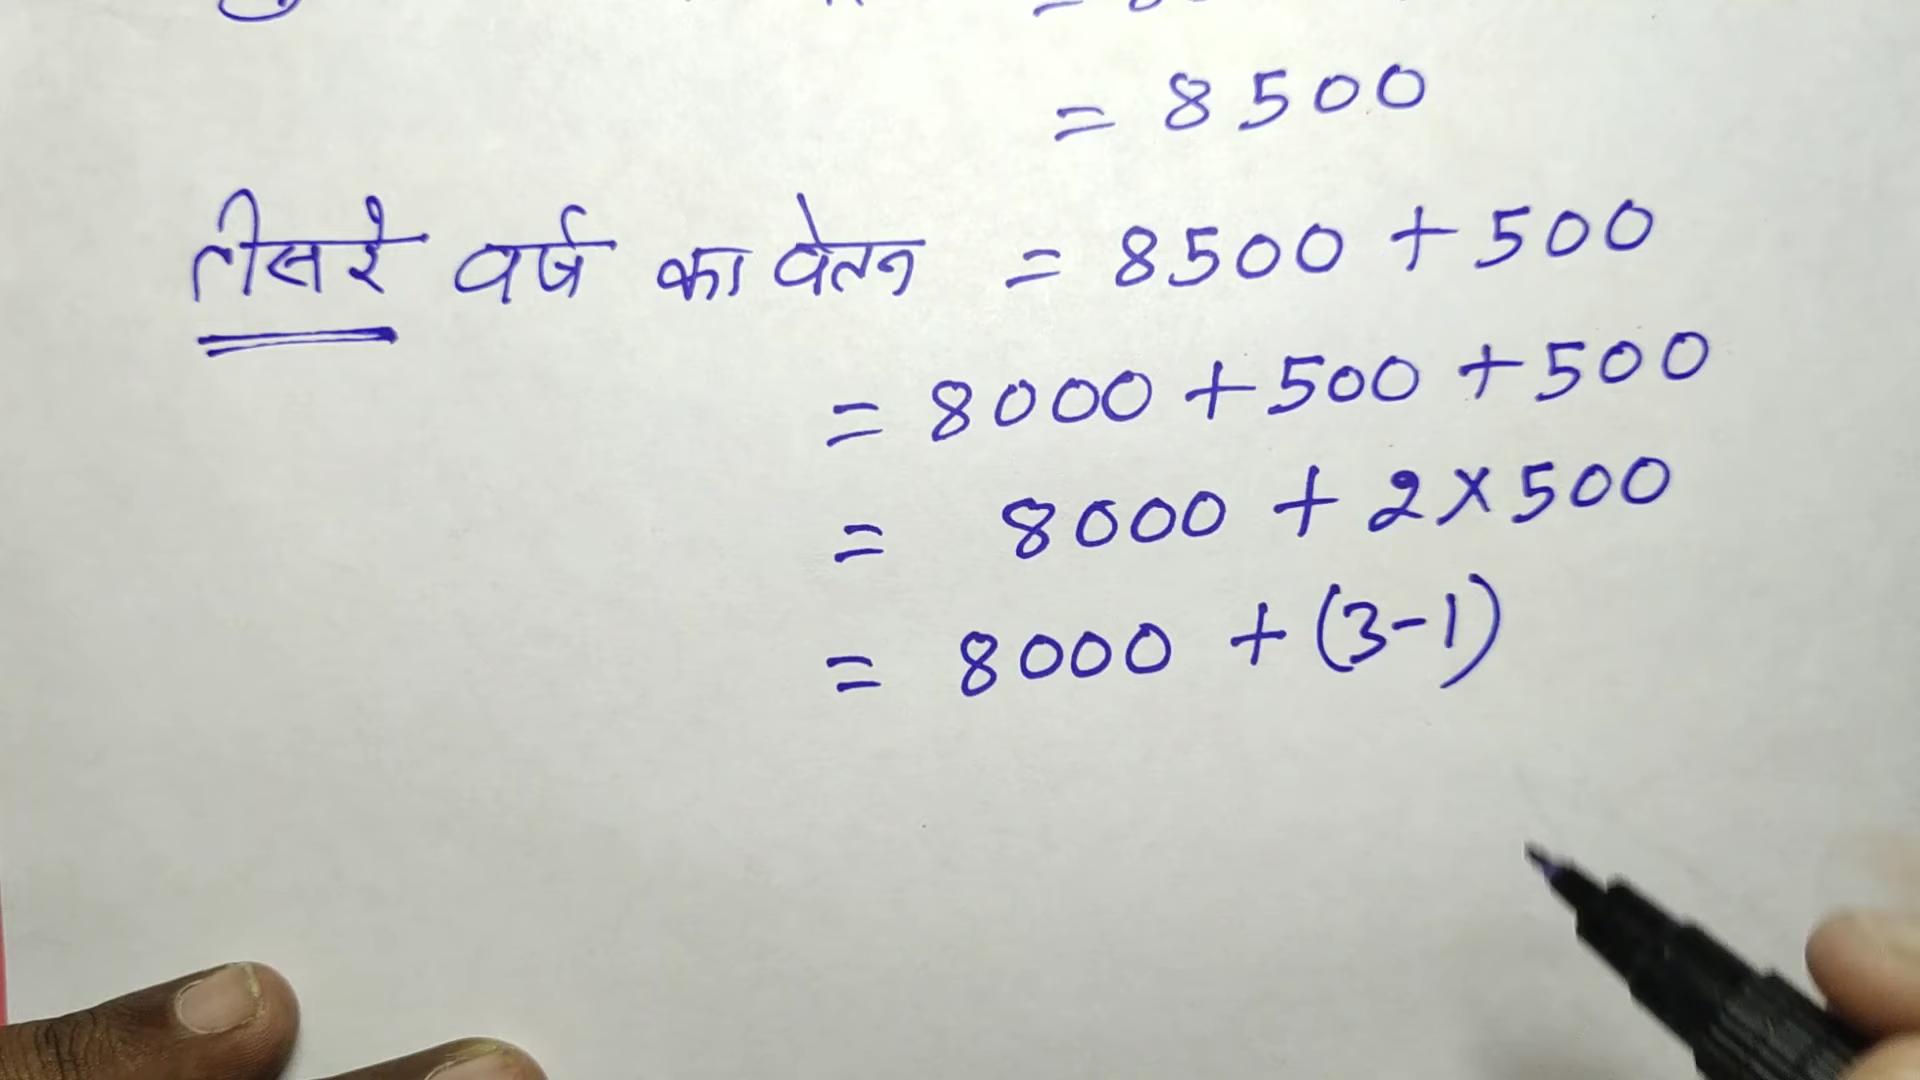 = 8500
तीसरे वर्ष का वेतन = 8500 + 500
= 8000 + 500 + 500
= 8000 + 2 × 500
= 8000 + (3-1)